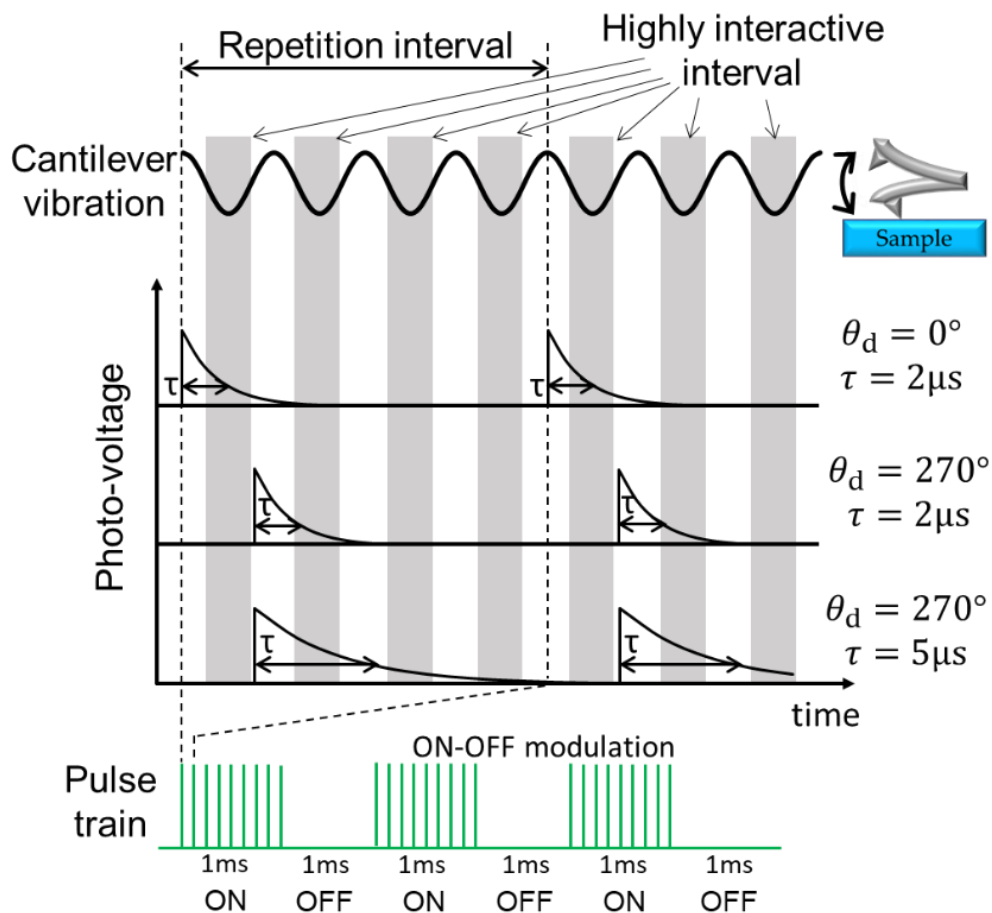 Repetition interval
Highly interactive
interval
Cantilever
vibration
Sample
Photo-voltage
τ
τ
θd = 0°
τ = 2μs
τ
τ
θd = 270°
τ = 2μs
τ
τ
θd = 270°
τ = 5μs
time
ON-OFF modulation
Pulse
train
1ms 1ms 1ms 1ms 1ms 1ms
ON OFF ON OFF ON OFF